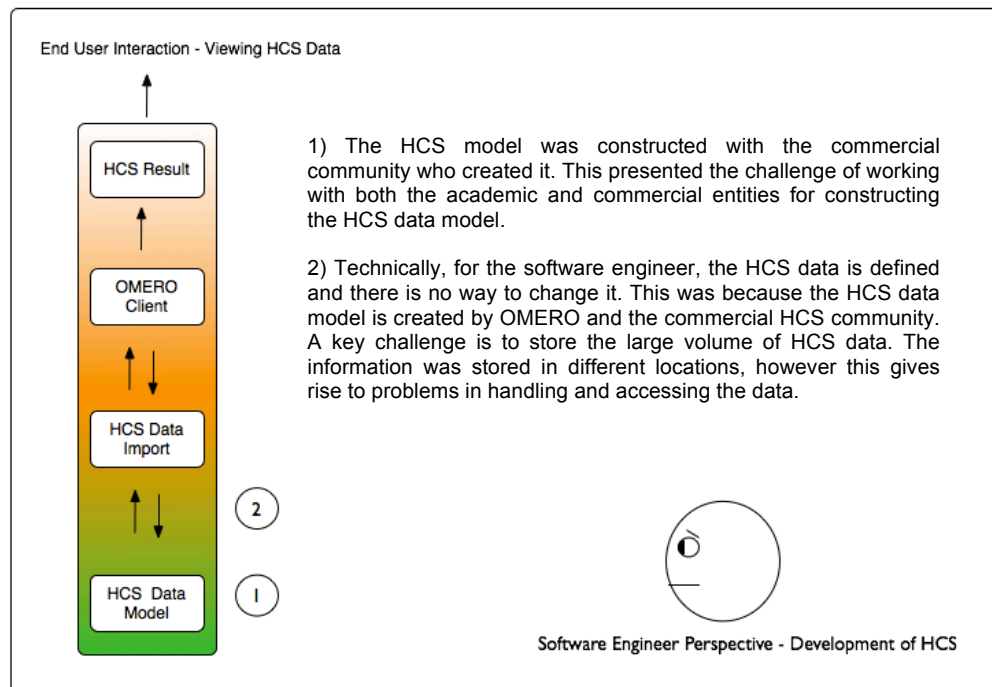 End User Interaction - Viewing HCS Data
HCS Result
OMERO
Client
HCS Data
Import
HCS Data
Model
2
1
1) The HCS model was constructed with the commercial
community who created it. This presented the challenge of working
with both the academic and commercial entities for constructing
the HCS data model.
2) Technically, for the software engineer, the HCS data is defined
and there is no way to change it. This was because the HCS data
model is created by OMERO and the commercial HCS community.
A key challenge is to store the large volume of HCS data. The
information was stored in different locations, however this gives
rise to problems in handling and accessing the data.
Software Engineer Perspective - Development of HCS